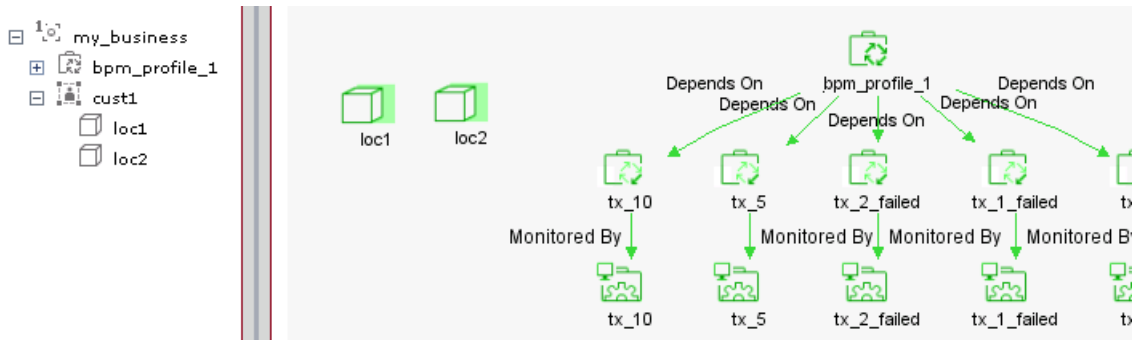 my_business
bpm_profile_1
cust1
loc1
loc2
loc1
loc2
bpm_profile_1
Depends On
Depends On
Depends On
Depends On
Depends On
tx_10
tx_5
tx_2_failed
tx_1_failed
Monitored By
Monitored By
Monitored By
Monitored B
tx_10
tx_5
tx_2_failed
tx_1_failed